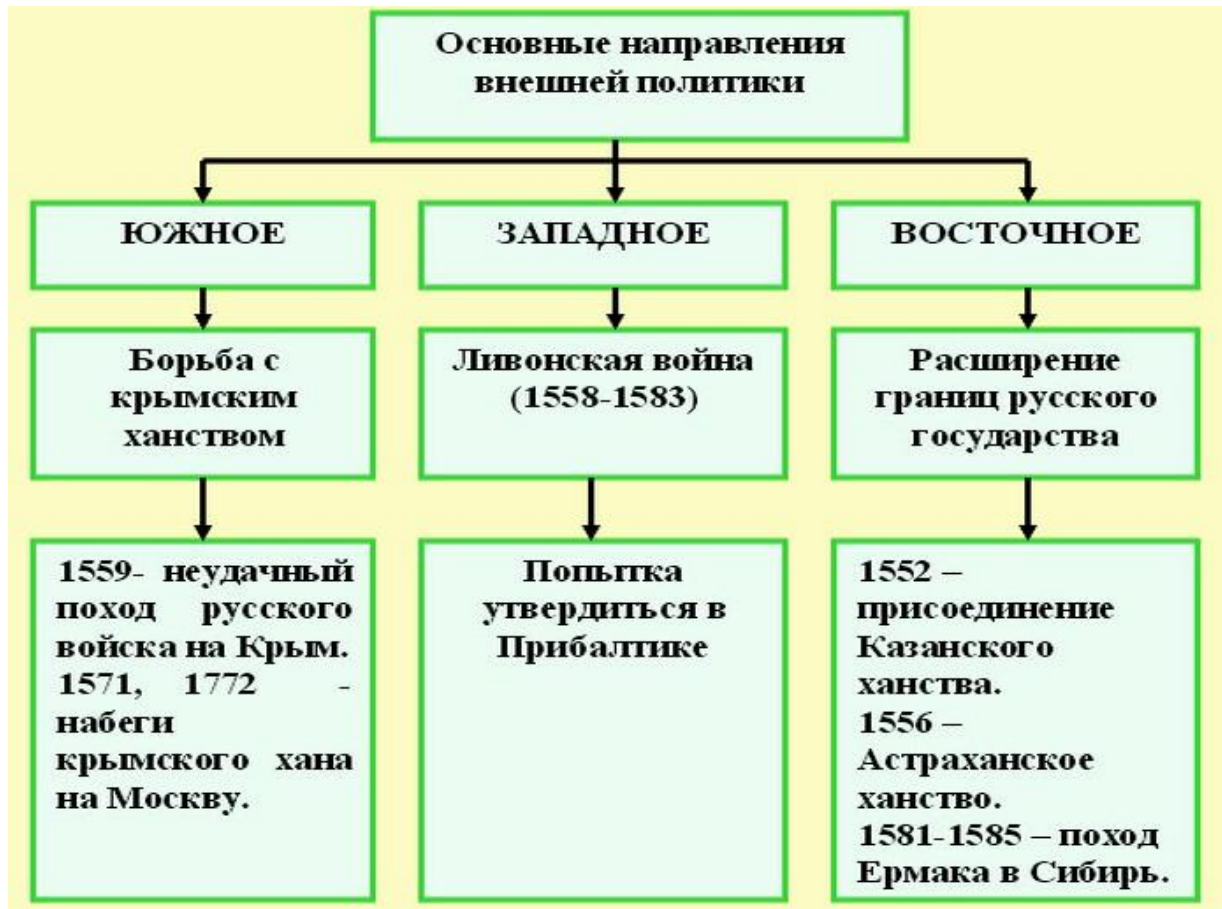 Основные направления
внешней политики
ЮЖНОЕ
ЗАПАДНОЕ
ВОСТОЧНОЕ
Борьба с
крымским
ханством
Ливонская война
(1558-1583)
Расширение
границ русского
государства
1559- неудачный
поход русского
войска на Крым.
1571, 1772 -
набеги
крымского хана
на Москву.
Попытка
утвердиться в
Прибалтике
1552 –
присоединение
Казанского
ханства.
1556 –
Астраханское
ханство.
1581-1585 – поход
Ермака в Сибирь.